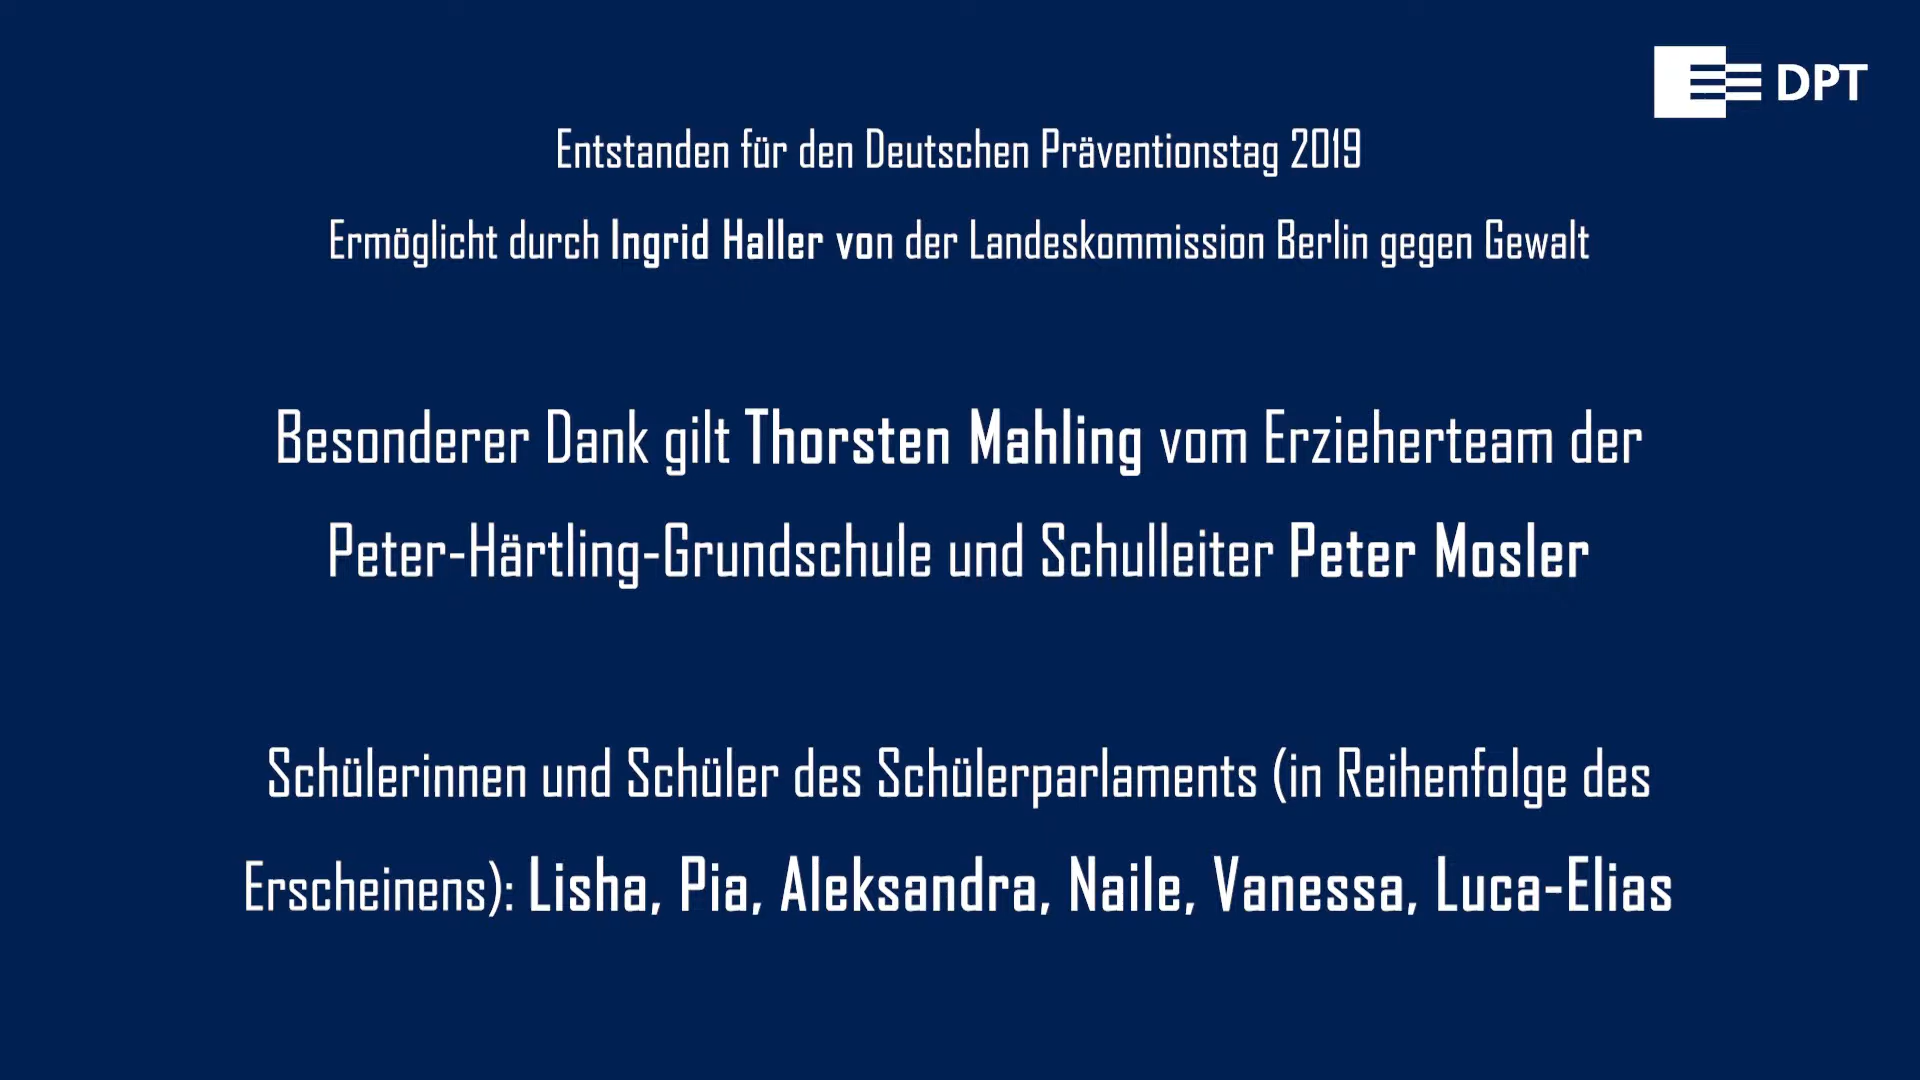 DPT
Entstanden für den Deutschen Präventionstag 2019
Ermöglicht durch Ingrid Haller von der Landeskommission Berlin gegen Gewalt
Besonderer Dank gilt Thorsten Mahling vom Erzieherteam der
Peter-Härtling-Grundschule und Schulleiter Peter Mosler
Schülerinnen und Schüler des Schülerparlaments (in Reihenfolge des
Erscheinens): Lisha, Pia, Aleksandra, Naile, Vanessa, Luca-Elias